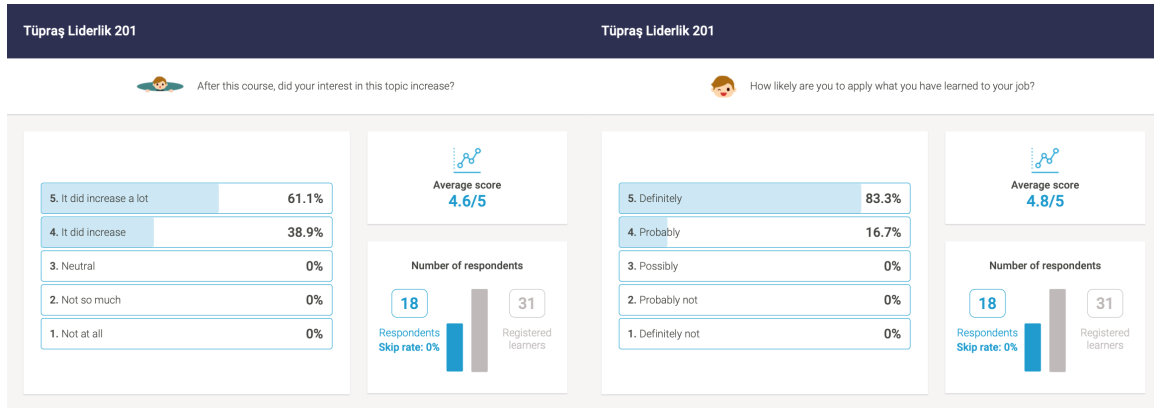 Tüpraş Liderlik 201
After this course, did your interest in this topic increase?
5. It did increase a lot 61.1%
4. It did increase 38.9%
3. Neutral 0%
2. Not so much 0%
1. Not at all 0%
Average score
4.6/5
Number of respondents
18 31
Respondents Registered
Skip rate: 0% learners
Tüpraş Liderlik 201
How likely are you to apply what you have learned to your job?
5. Definitely 83.3%
4. Probably 16.7%
3. Possibly 0%
2. Probably not 0%
1. Definitely not 0%
Average score
4.8/5
Number of respondents
18 31
Respondents Registered
Skip rate: 0% learners